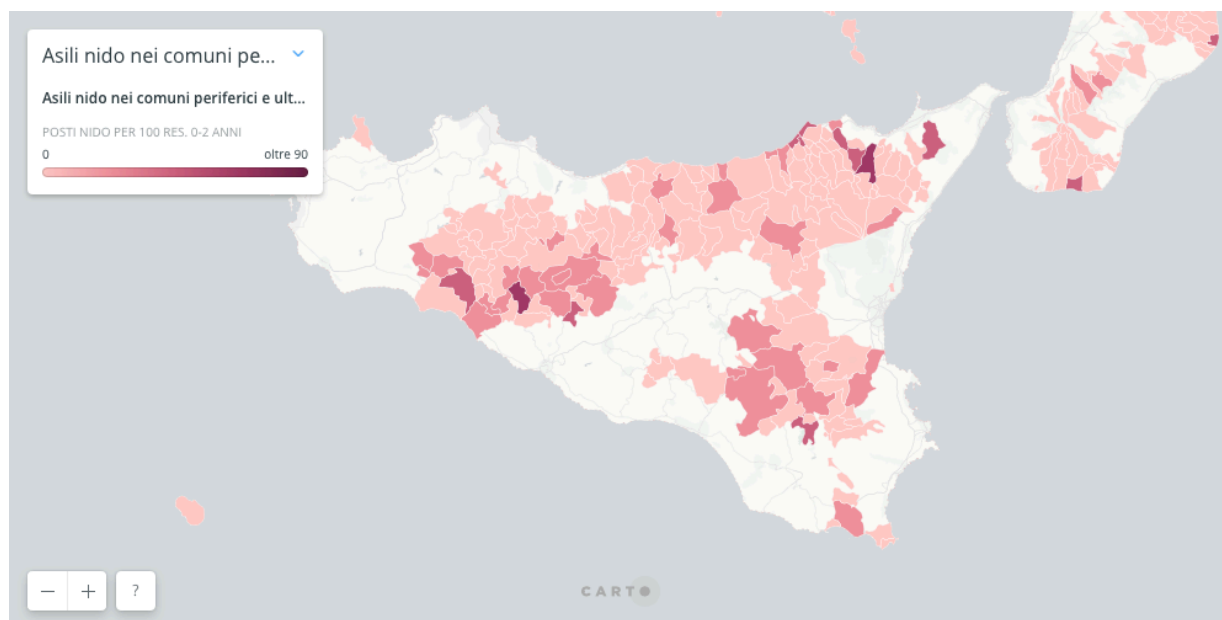 Asili nido nei comuni pe...
Asili nido nei comuni periferici e ult...
POSTI NIDO PER 100 RES. 0-2 ANNI
0 oltre 90
− + ?
CARTO